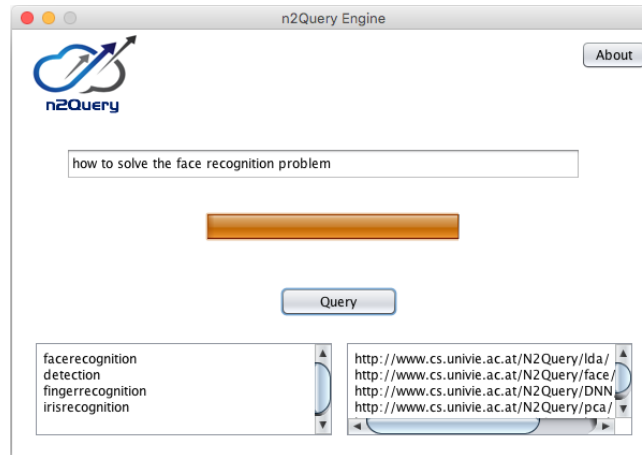 n2Query Engine
n2Query
About
how to solve the face recognition problem
Query
facerecognition
detection
fingerrecognition
irisrecognition
http://www.cs.univie.ac.at/N2Query/lda/
http://www.cs.univie.ac.at/N2Query/face/
http://www.cs.univie.ac.at/N2Query/DNN
http://www.cs.univie.ac.at/N2Query/pca/